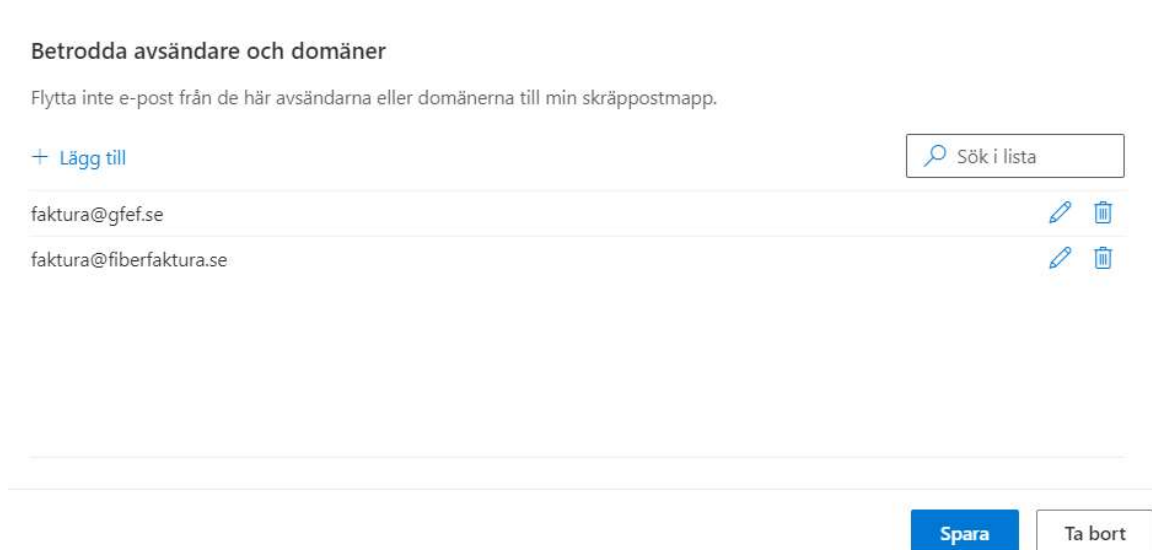 Betrodda avsändare och domäner
Flytta inte e-post från de här avsändarna eller domänerna till min skräppostmapp.
+ Lägg till
Sök i lista
faktura@gfef.se
faktura@fiberfaktura.se
Spara
Ta bort